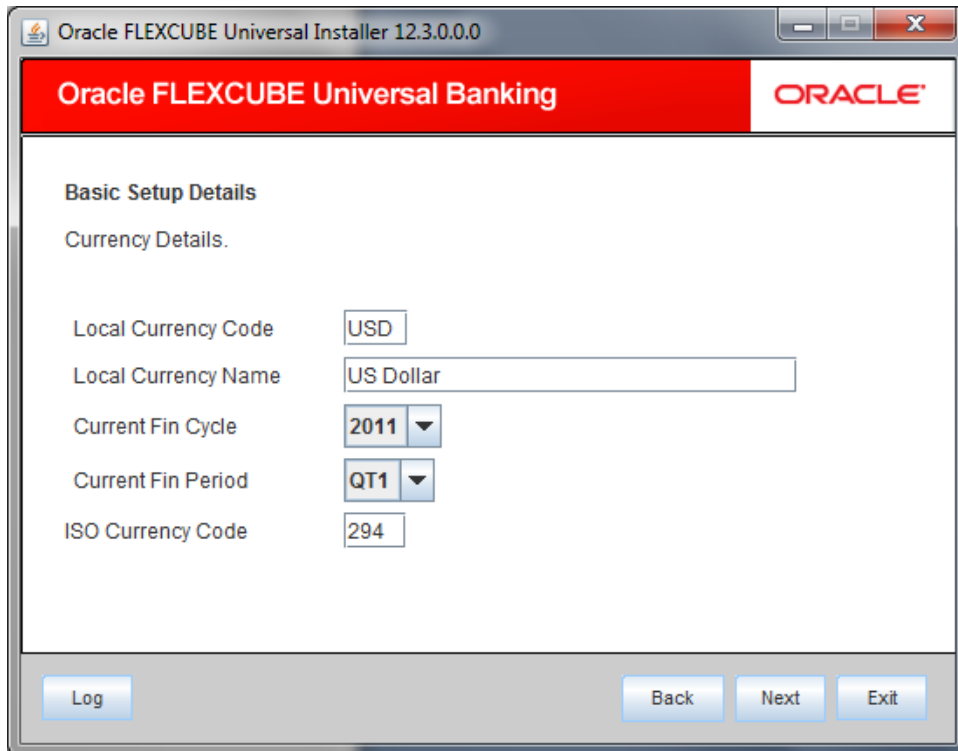 Oracle FLEXCUBE Universal Installer 12.3.0.0.0
Oracle FLEXCUBE Universal Banking
ORACLE
Basic Setup Details
Currency Details.
Local Currency Code USD
Local Currency Name US Dollar
Current Fin Cycle 2011
Current Fin Period QT1
ISO Currency Code 294
Log Back Next Exit